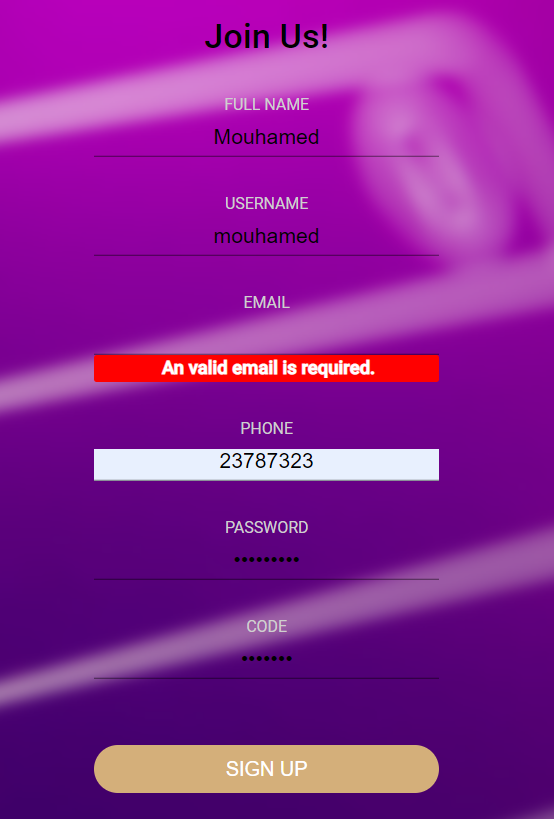 Join Us!
FULL NAME
Mouhamed
USERNAME
mouhamed
EMAIL
An valid email is required.
PHONE
23787323
PASSWORD
•••••••••
CODE
•••••••
SIGN UP